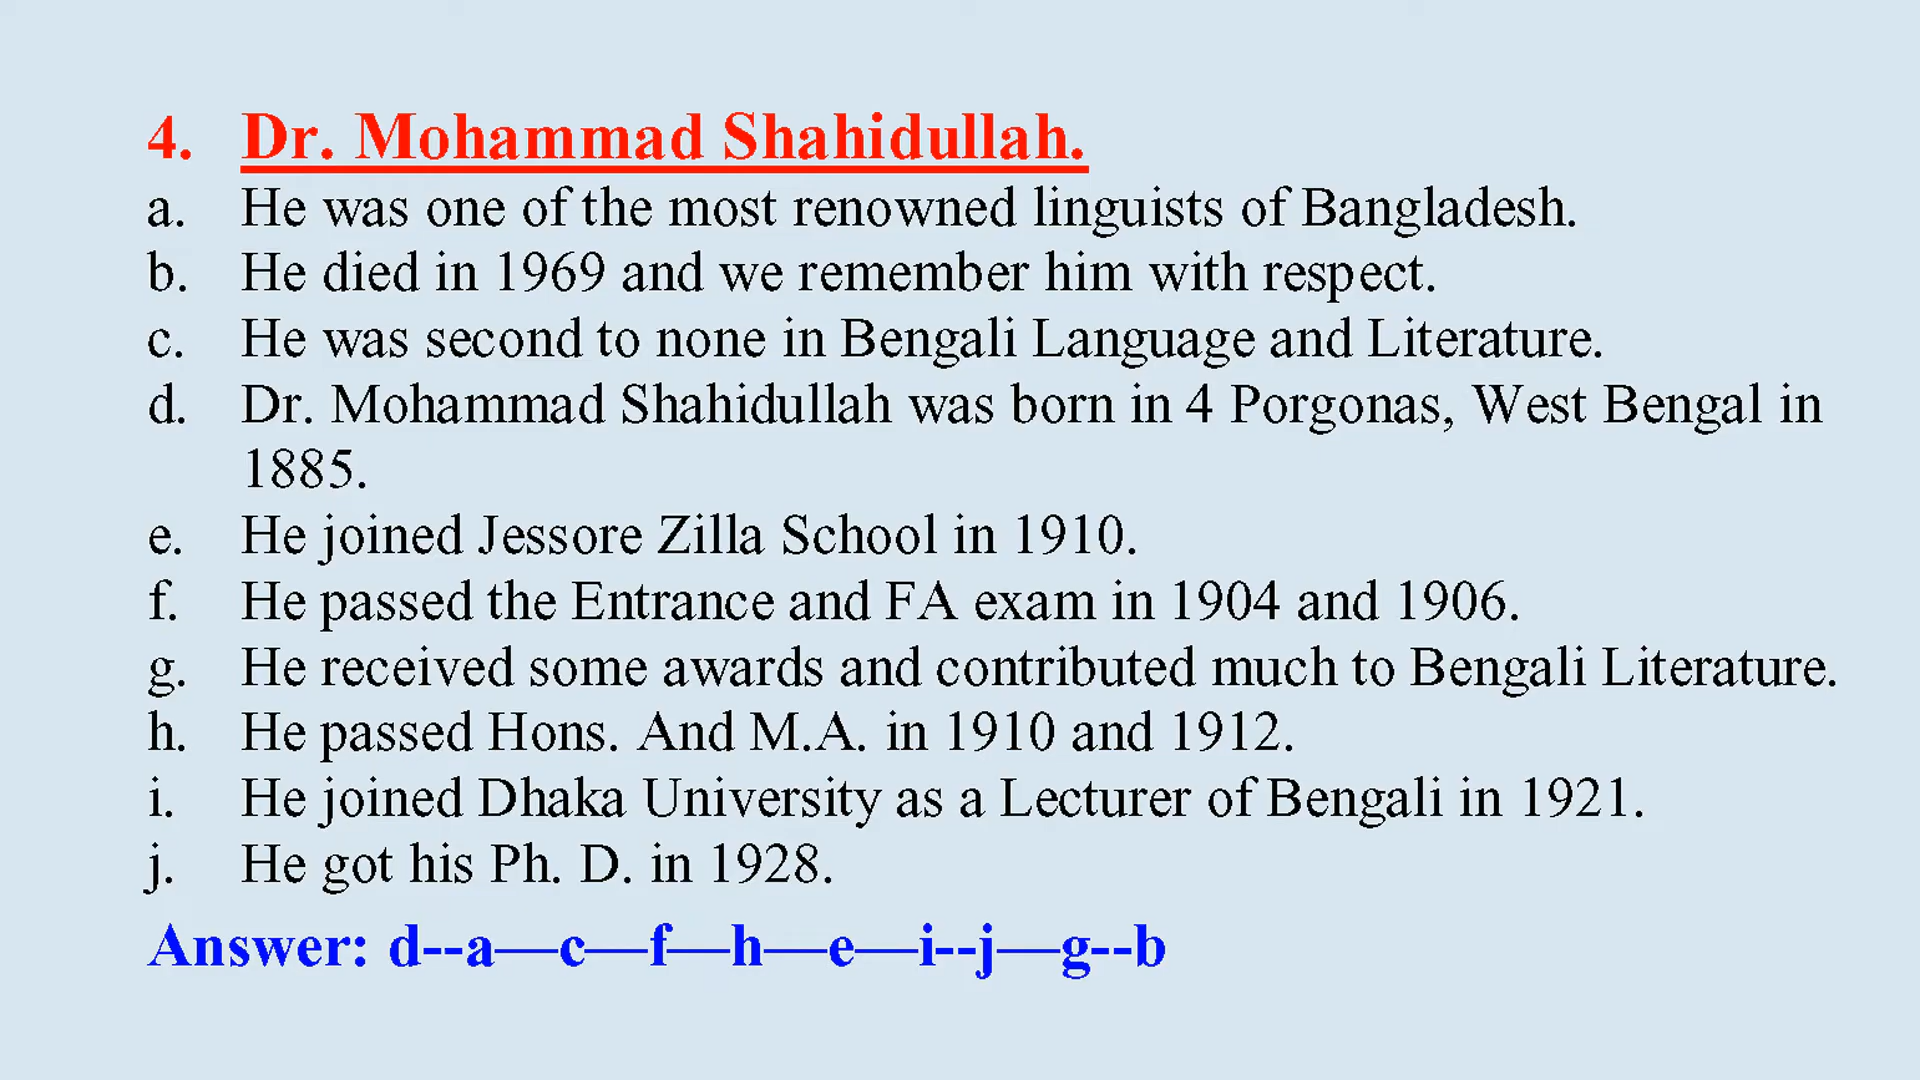 4. Dr. Mohammad Shahidullah.
a. He was one of the most renowned linguists of Bangladesh.
b. He died in 1969 and we remember him with respect.
c. He was second to none in Bengali Language and Literature.
d. Dr. Mohammad Shahidullah was born in 4 Porgonas, West Bengal in
1885.
e. He joined Jessore Zilla School in 1910.
f. He passed the Entrance and FA exam in 1904 and 1906.
g. He received some awards and contributed much to Bengali Literature.
h. He passed Hons. And M.A. in 1910 and 1912.
i. He joined Dhaka University as a Lecturer of Bengali in 1921.
j. He got his Ph. D. in 1928.
Answer: d--a—c—f—h—e—i--j—g--b